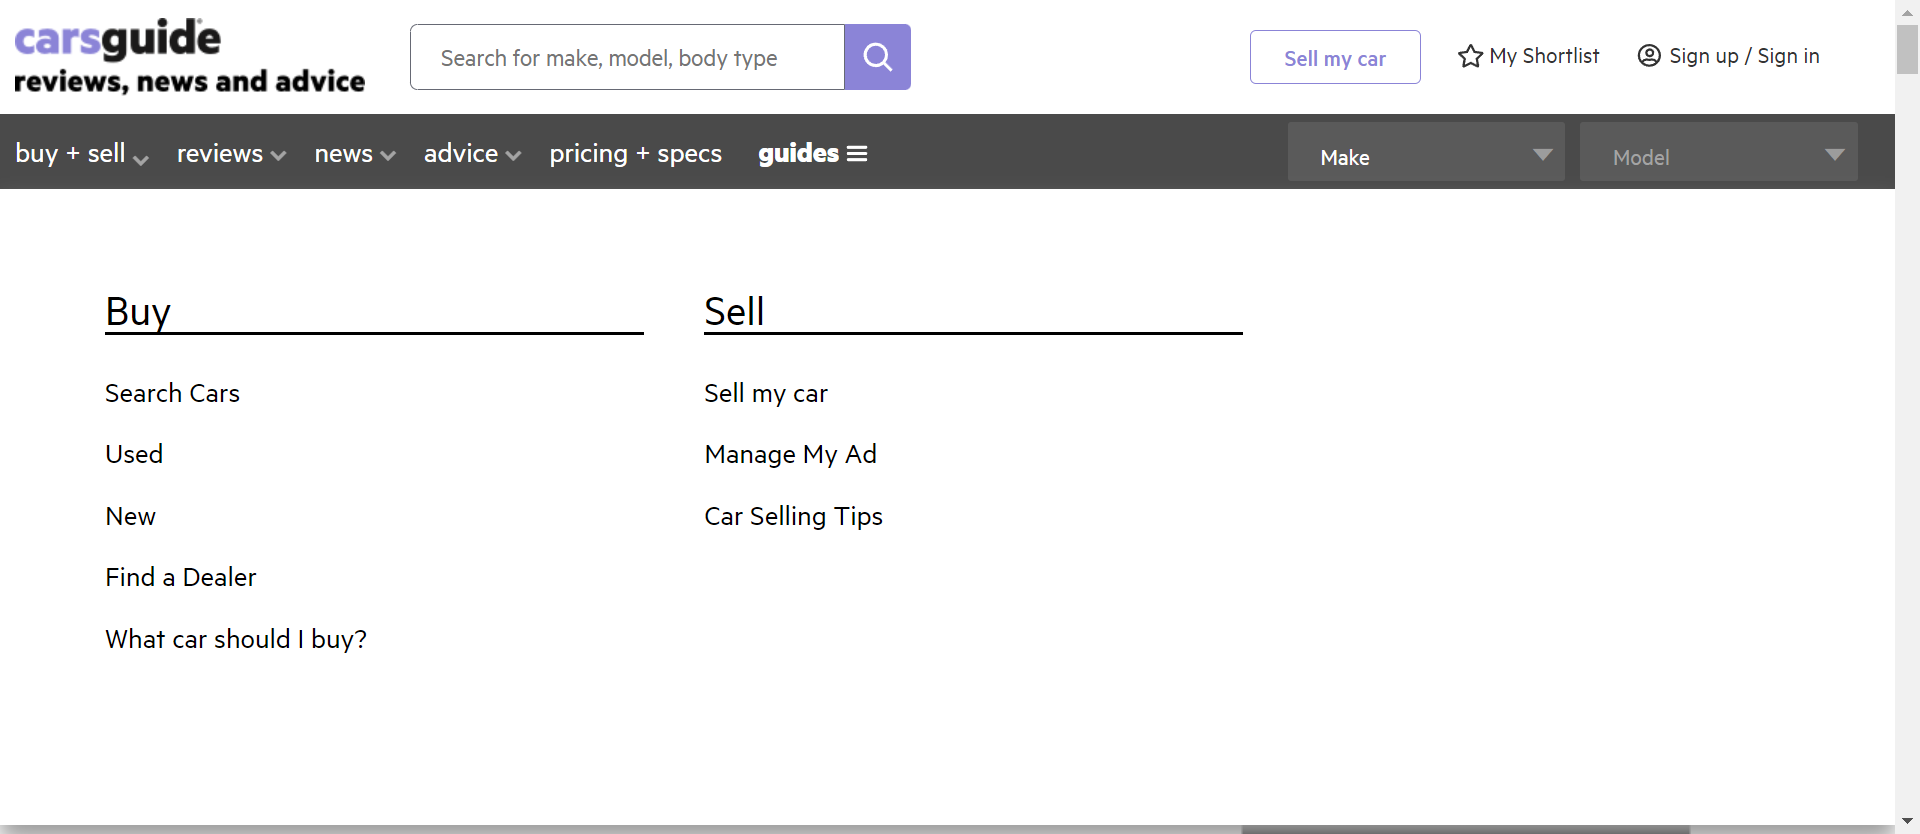 carsguide
reviews, news and advice
Search for make, model, body type
Sell my car
My Shortlist
Sign up / Sign in
buy + sell
reviews
news
advice
pricing + specs
guides
Make
Model
Buy
Search Cars
Used
New
Find a Dealer
What car should I buy?
Sell
Sell my car
Manage My Ad
Car Selling Tips